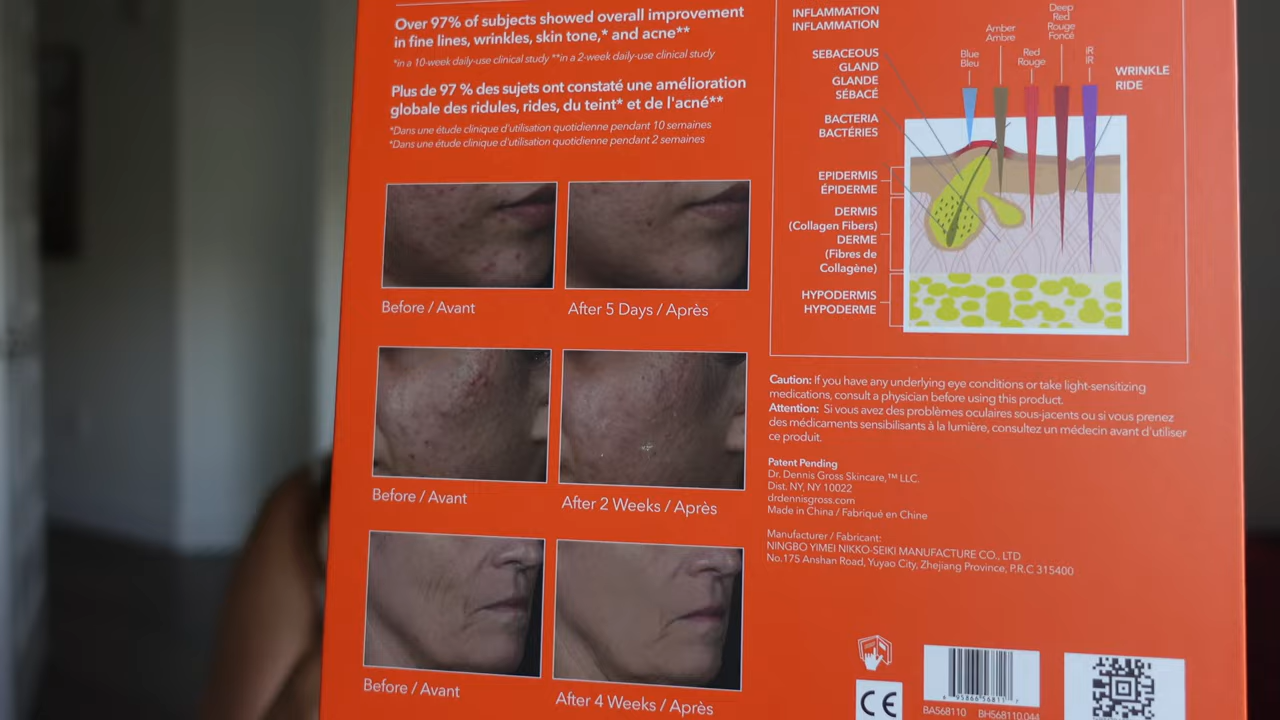 Over 97% of subjects showed overall improvement
in fine lines, wrinkles, skin tone,* and acne**
*in a 10-week daily-use clinical study **in a 2-week daily-use clinical study
Plus de 97 % des sujets ont constaté une amélioration
globale des ridules, rides, du teint* et de l'acné**
*Dans une étude clinique d'utilisation quotidienne pendant 10 semaines
*Dans une étude clinique d'utilisation quotidienne pendant 2 semaines
Before / Avant
After 5 Days / Après
Before / Avant
After 2 Weeks / Après
Before / Avant
After 4 Weeks / Après
INFLAMMATION
INFLAMMATION
SEBACEOUS
GLAND
GLANDE
SÉBACÉ
BACTERIA
BACTÉRIES
EPIDERMIS
ÉPIDERME
DERMIS
(Collagen Fibers)
DERME
(Fibres de
Collagène)
HYPODERMIS
HYPODERME
Blue
Bleu
Amber
Ambre
Red
Rouge
Deep
Red
Rouge
Foncé
iR
IR
WRINKLE
RIDE
Caution: If you have any underlying eye conditions or take light-sensitizing
medications, consult a physician before using this product.
Attention: Si vous avez des problèmes oculaires sous-jacents ou si vous prenez
des médicaments sensibilisants à la lumière, consultez un médecin avant d'utiliser
ce produit.
Patent Pending
Dr. Dennis Gross Skincare,™ LLC.
Dist. NY, NY 10022
drdennisgross.com
Made in China / Fabriqué en Chine
Manufacturer / Fabricant:
NINGBO YIMEI NIKKO-SEIKI MANUFACTURE CO., LTD
No.175 Anshan Road, Yuyao City, Zhejiang Province, P.R.C 315400
CE
BA568110 BH568110.044